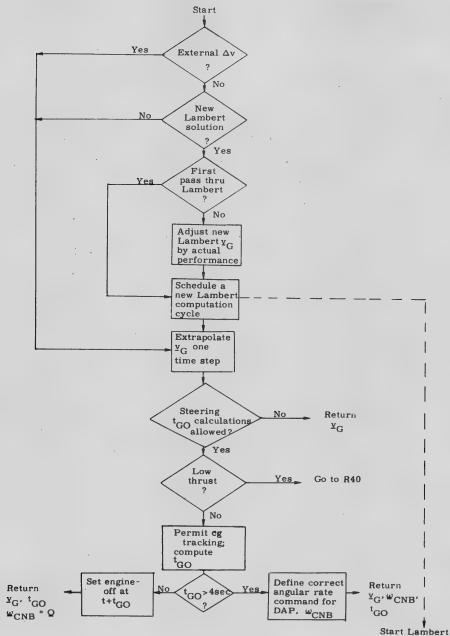 Start
External Δv
?
Yes
No
New
Lambert
solution
?
No
Yes
First
pass thru
Lambert
?
Yes
No
Adjust new
Lambert v_G
by actual
performance
Schedule a
new Lambert
computation
cycle
Extrapolate
v_G one
time step
Steering
t_GO calculations
allowed?
No
Return
v_G
Yes
Low
thrust
?
Yes
Go to R40
No
Permit cg
tracking;
compute
t_GO
t_GO>4sec
?
No
Set engine-
off at
t+t_GO
Return
v_G, t_GO
ω_CNB = 0
Yes
Define correct
angular rate
command for
DAP, ω_CNB
Return
v_G, ω_CNB,
t_GO
Start Lambert